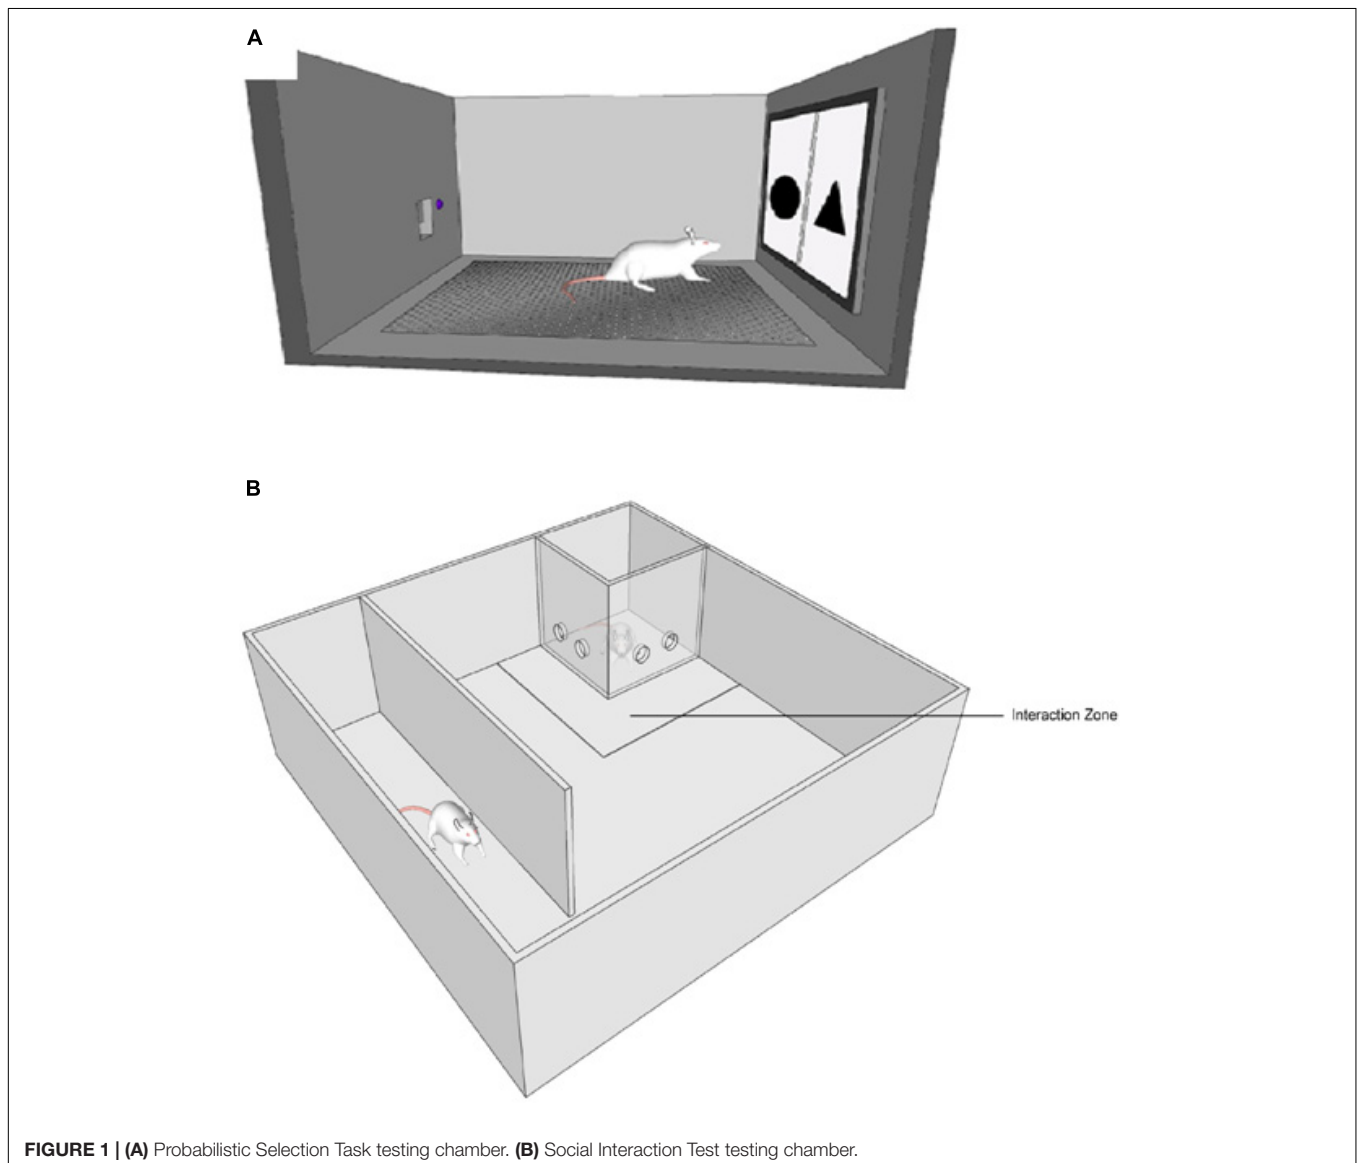 A
B
Interaction Zone
FIGURE 1 | (A) Probabilistic Selection Task testing chamber. (B) Social Interaction Test testing chamber.